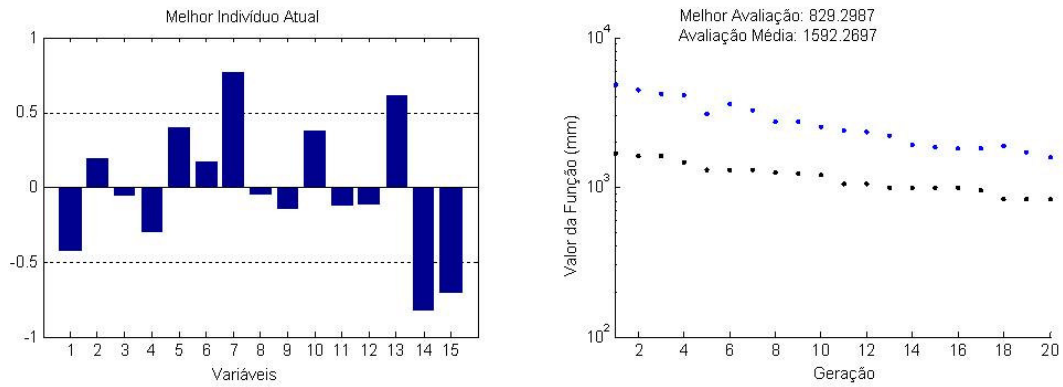 Melhor Indivíduo Atual
1
0.5
0
-0.5
-1
1 2 3 4 5 6 7 8 9 10 11 12 13 14 15
Variáveis
Melhor Avaliação: 829.2987
Avaliação Média: 1592.2697
10^4
10^3
10^2
Valor da Função (mm)
2 4 6 8 10 12 14 16 18 20
Geração